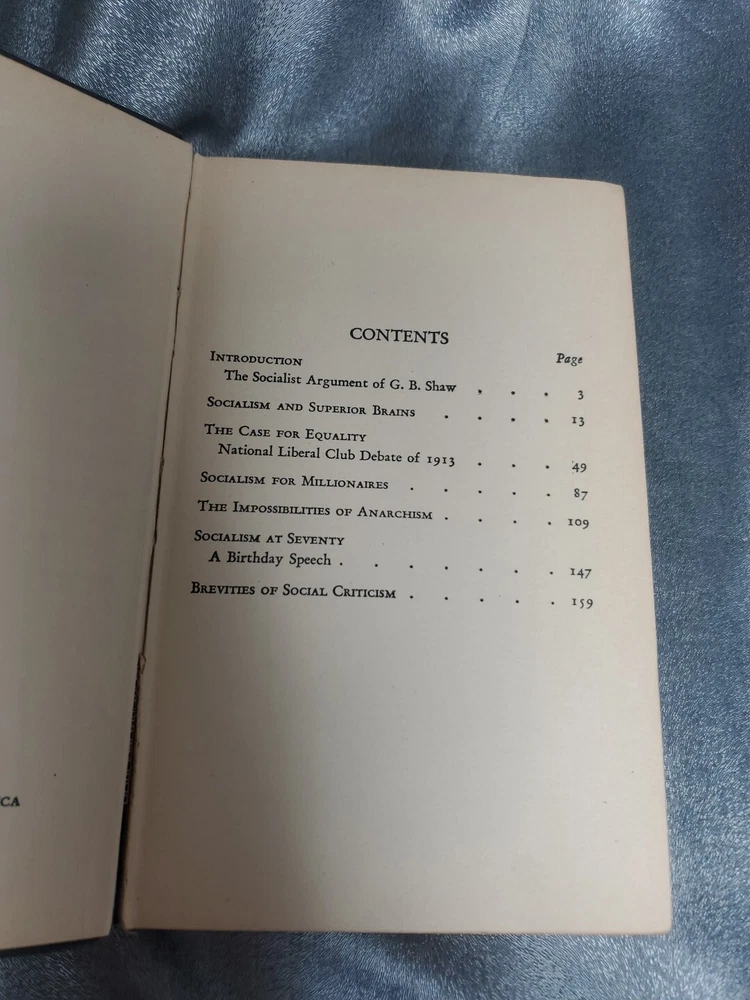 CONTENTS
INTRODUCTION Page
The Socialist Argument of G. B. Shaw . . . 3
SOCIALISM AND SUPERIOR BRAINS . . . . 13
THE CASE FOR EQUALITY
National Liberal Club Debate of 1913 . . . 49
SOCIALISM FOR MILLIONAIRES . . . . . 87
THE IMPOSSIBILITIES OF ANARCHISM . . . . 109
SOCIALISM AT SEVENTY
A Birthday Speech . . . . . . . 147
BREVITIES OF SOCIAL CRITICISM . . . . . 159
CA